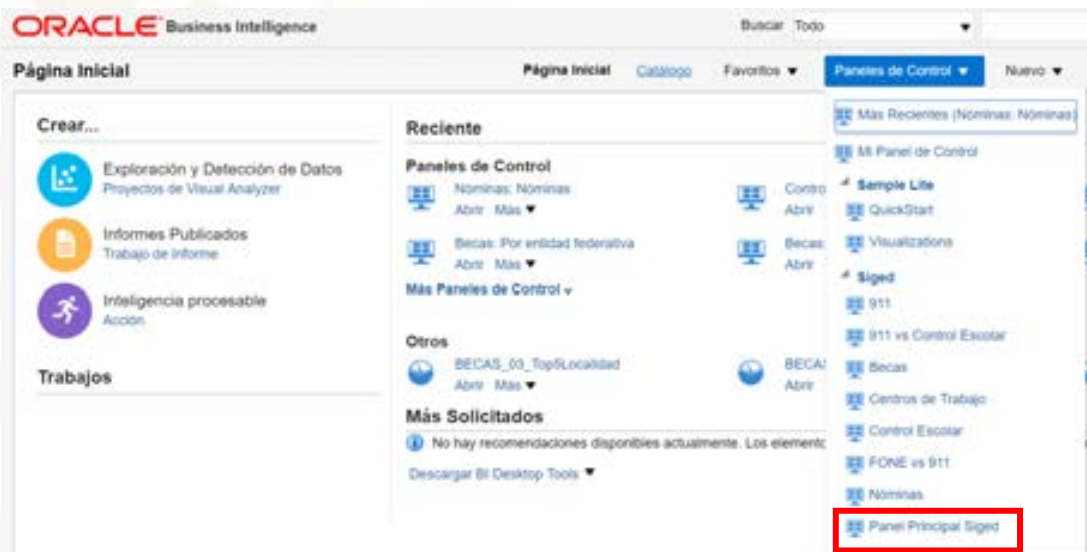 ORACLE Business Intelligence
Buscar Todo
Página Inicial
Página Inicial Catálogo Favoritos Paneles de Control Nuevo
Crear...
Exploración y Detección de Datos
Proyectos de Visual Analyzer
Informes Publicados
Trabajo de Informe
Inteligencia procesable
Acción
Trabajos
Reciente
Paneles de Control
Nóminas: Nóminas
Abrir Más
Contro
Abrir
Becas: Por entidad federativa
Abrir Más
Becas:
Abrir
Más Paneles de Control
Otros
BECAS_03_Top5Localidad
Abrir Más
BECA
Abrir
Más Solicitados
No hay recomendaciones disponibles actualmente. Los elemento
Descargar BI Desktop Tools
Más Recientes (Nóminas: Nóminas)
Mi Panel de Control
Sample Lite
QuickStart
Visualizations
Siged
911
911 vs Control Escolar
Becas
Centros de Trabajo
Control Escolar
FONE vs 911
Nóminas
Panel Principal Siged